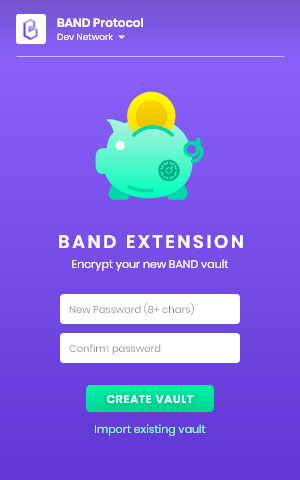 BAND Protocol
Dev Network
BAND EXTENSION
Encrypt your new BAND vault
New Password (8+ chars)
Confirm password
CREATE VAULT
Import existing vault